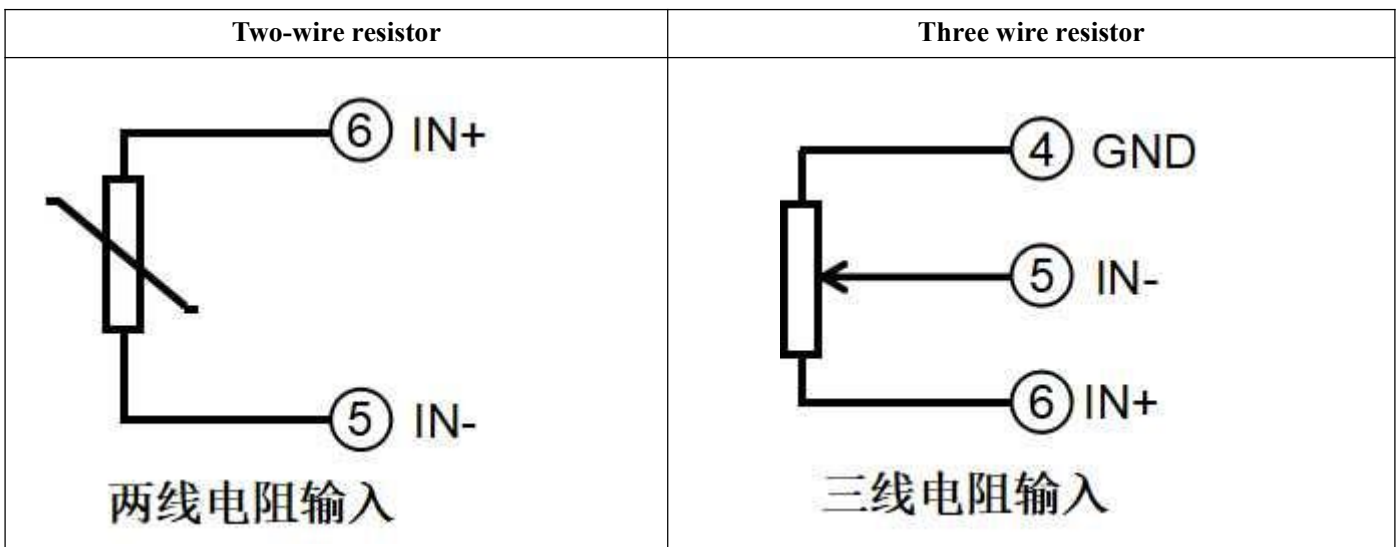 Two-wire resistor
Three wire resistor
6 IN+
5 IN-
两线电阻输入
4 GND
5 IN-
6 IN+
三线电阻输入